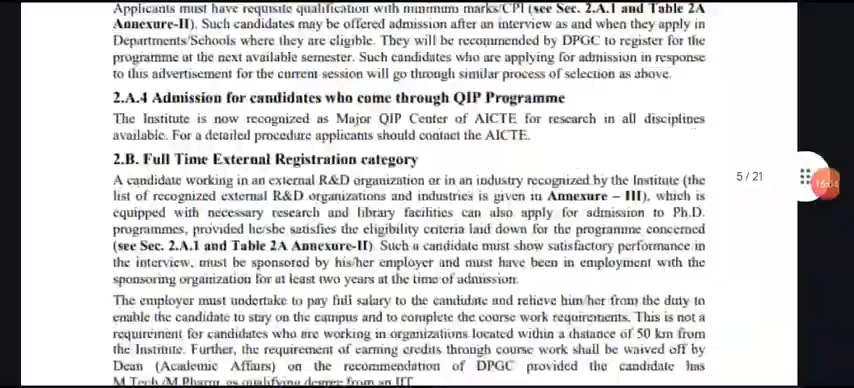 Applicants must have requisite qualification with minimum marks/CPI (see Sec. 2.A.1 and Table 2A
Annexure-II). Such candidates may be offered admission after an interview as and when they apply in
Departments/Schools where they are eligible. They will be recommended by DPGC to register for the
programme at the next available semester. Such candidates who are applying for admission in response
to this advertisement for the current session will go through similar process of selection as above.
2.A.4 Admission for candidates who come through QIP Programme
The Institute is now recognized as Major QIP Center of AICTE for research in all disciplines
available. For a detailed procedure applicants should contact the AICTE.
2.B. Full Time External Registration category
A candidate working in an external R&D organization or in an industry recognized by the Institute (the
list of recognized external R&D organizations and industries is given in Annexure – III), which is
equipped with necessary research and library facilities can also apply for admission to Ph.D.
programmes, provided he/she satisfies the eligibility criteria laid down for the programme concerned
(see Sec. 2.A.1 and Table 2A Annexure-II). Such a candidate must show satisfactory performance in
the interview, must be sponsored by his/her employer and must have been in employment with the
sponsoring organization for at least two years at the time of admission.
The employer must undertake to pay full salary to the candidate and relieve him/her from the duty to
enable the candidate to stay on the campus and to complete the course work requirements. This is not a
requirement for candidates who are working in organizations located within a distance of 50 km from
the Institute. Further, the requirement of earning credits through course work shall be waived off by
Dean (Academic Affairs) on the recommendation of DPGC provided the candidate has
M.Tech./M.Pharm. as qualifying degree from an IIT
5 / 21
15:04